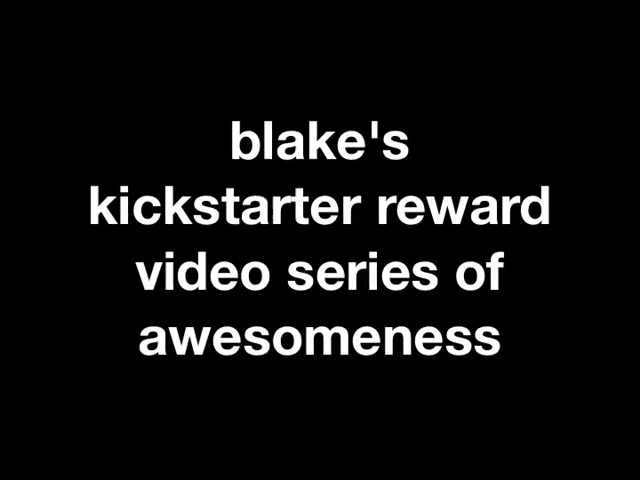 blake's
kickstarter reward
video series of
awesomeness